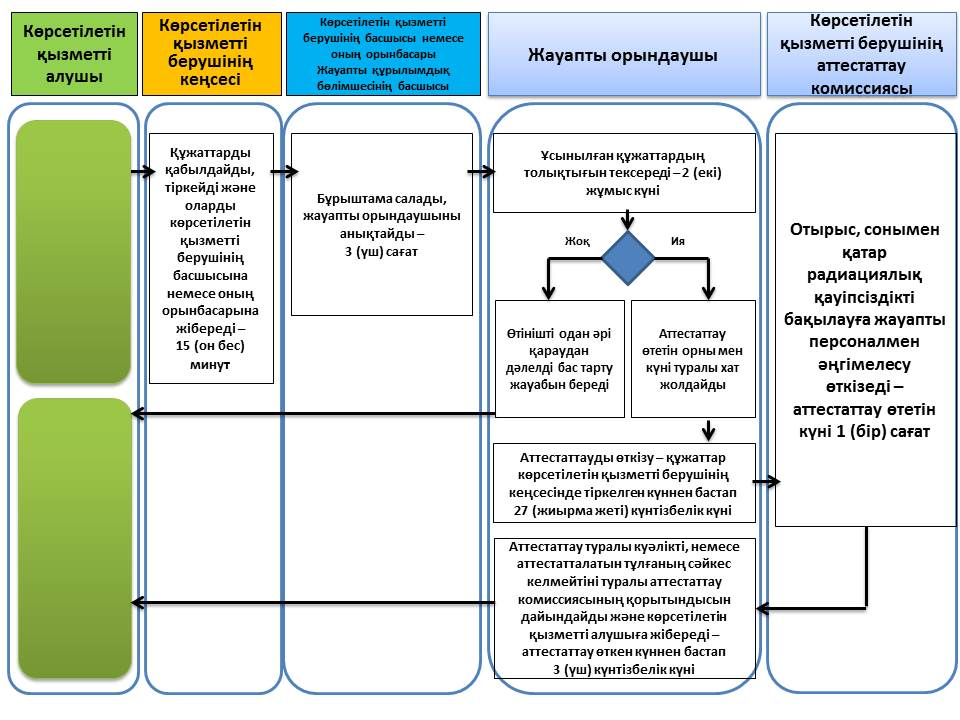 Көрсетілетін
қызметті
алушы
Көрсетілетін
қызметті
берушінің
кеңсесі
Көрсетілетін қызметті
берушінің басшысы немесе
оның орынбасары
Жауапты құрылымдық
бөлімшесінің басшысы
Жауапты орындаушы
Көрсетілетін
қызметті берушінің
аттестаттау
комиссиясы
Құжаттарды
қабылдайды,
тіркейді және
оларды
көрсетілетін
қызметті
берушінің
басшысына
немесе оның
орынбасарына
жібереді –
15 (он бес)
минут
Бұрыштама салады,
жауапты орындаушыны
анықтайды –
3 (үш) сағат
Ұсынылған құжаттардың
толықтығын тексереді – 2 (екі)
жұмыс күні
Жоқ
Ия
Өтінішті одан әрі
қараудан
дәлелді бас тарту
жауабын береді
Аттестаттау
өтетін орны мен
күні туралы хат
жолдайды
Аттестаттауды өткізу – құжаттар
көрсетілетін қызметті берушінің
кеңсесінде тіркелген күннен бастап
27 (жиырма жеті) күнтізбелік күні
Отырыс, сонымен
қатар
радиациялық
қауіпсіздікті
бақылауға жауапты
персоналмен
әңгімелесу
өткізеді –
аттестаттау өтетін
күні 1 (бір) сағат
Аттестаттау туралы куәлікті, немесе
аттестатталатын тұлғаның сәйкес
келмейтіні туралы аттестаттау
комиссиясының қорытындысын
дайындайды және көрсетілетін
қызметті алушыға жібереді –
аттестаттау өткен күннен бастап
3 (үш) күнтізбелік күні